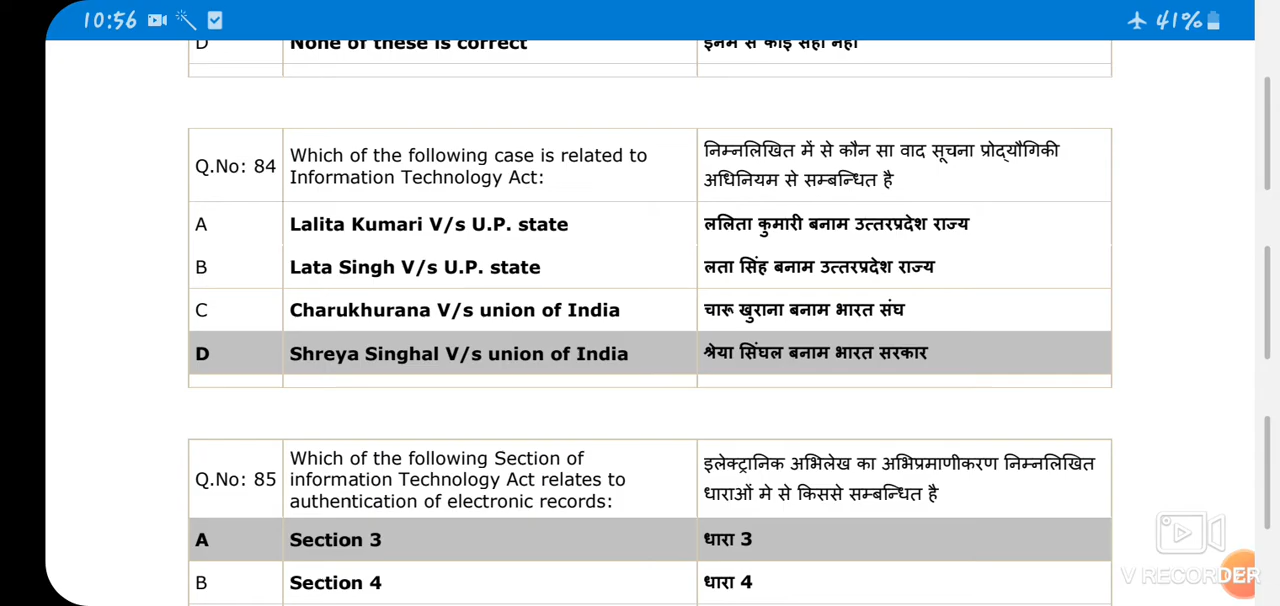 10:56
41%
D None of these is correct इनमें से कोई सही नहीं
Q.No: 84 Which of the following case is related to Information Technology Act: निम्नलिखित में से कौन सा वाद सूचना प्रोद्यौगिकी
अधिनियम से सम्बन्धित है
A Lalita Kumari V/s U.P. state ललिता कुमारी बनाम उत्तरप्रदेश राज्य
B Lata Singh V/s U.P. state लता सिंह बनाम उत्तरप्रदेश राज्य
C Charukhurana V/s union of India चारू खुराना बनाम भारत संघ
D Shreya Singhal V/s union of India श्रेया सिंघल बनाम भारत सरकार
Q.No: 85 Which of the following Section of
information Technology Act relates to
authentication of electronic records: इलेक्ट्रानिक अभिलेख का अभिप्रमाणीकरण निम्नलिखित
धाराओं मे से किससे सम्बन्धित है
A Section 3 धारा 3
B Section 4 धारा 4
V RECORDER